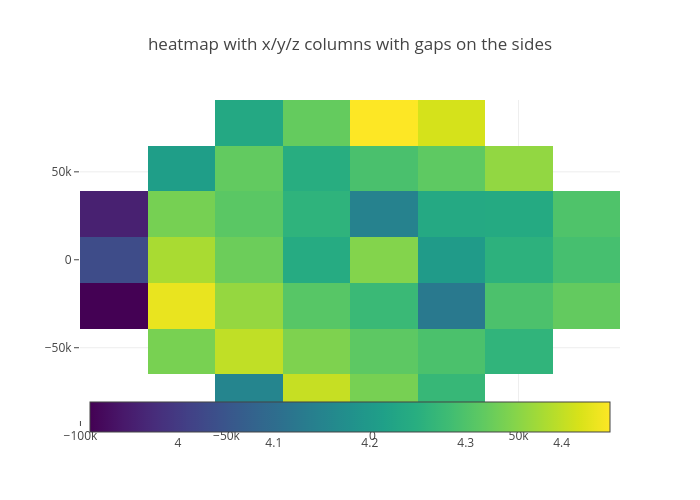 heatmap with x/y/z columns with gaps on the sides
50k
0
−50k
−100k
−50k
0
50k
4
4.1
4.2
4.3
4.4